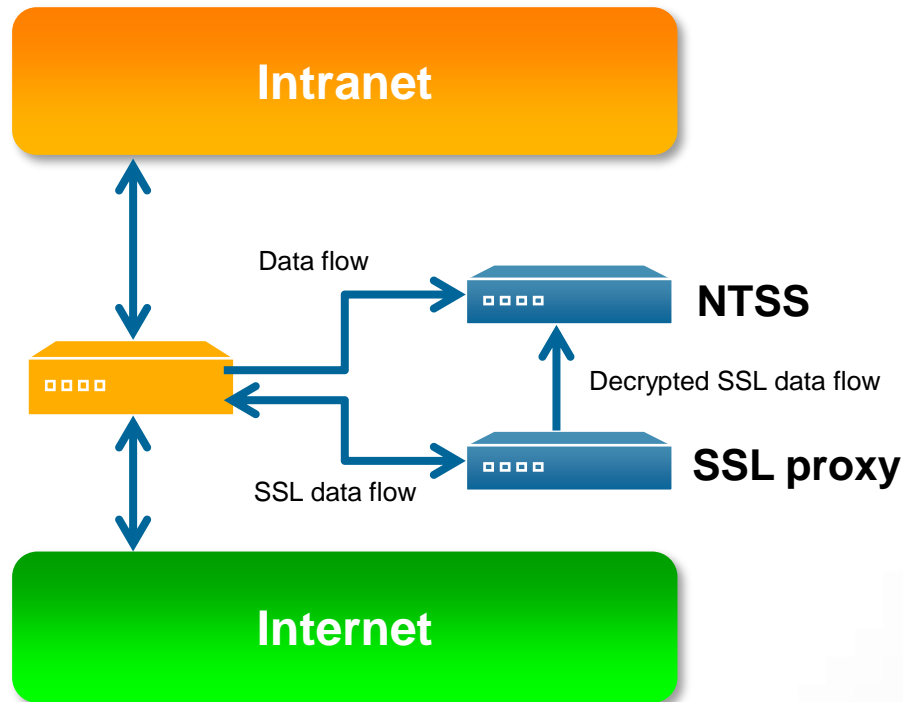 Intranet
Data flow
NTSS
Decrypted SSL data flow
SSL proxy
SSL data flow
Internet